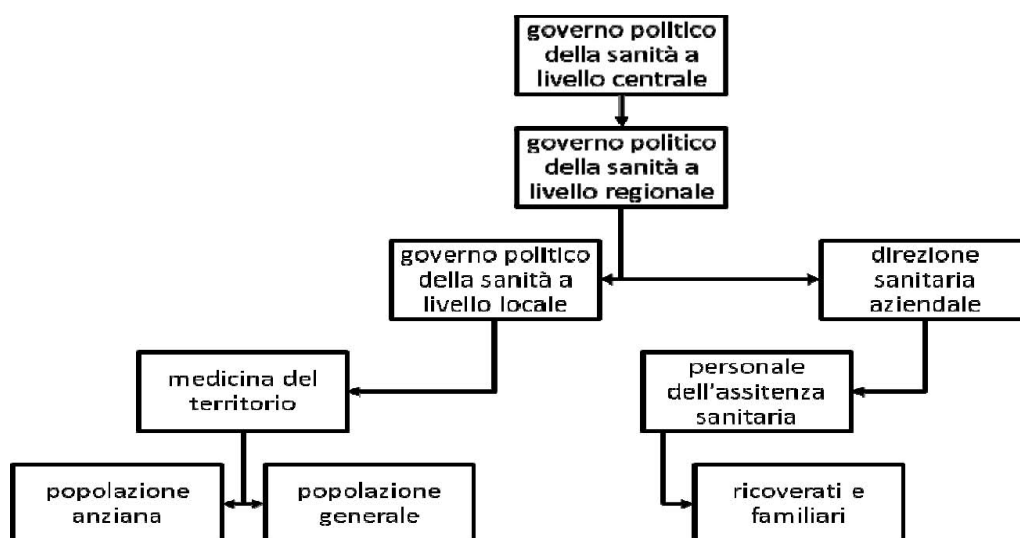 governo politico
della sanità a
livello centrale
governo politico
della sanità a
livello regionale
governo politico
della sanità a
livello locale
direzione
sanitaria
aziendale
medicina del
territorio
personale
dell'assitenza
sanitaria
popolazione
anziana
popolazione
generale
ricoverati e
familiari